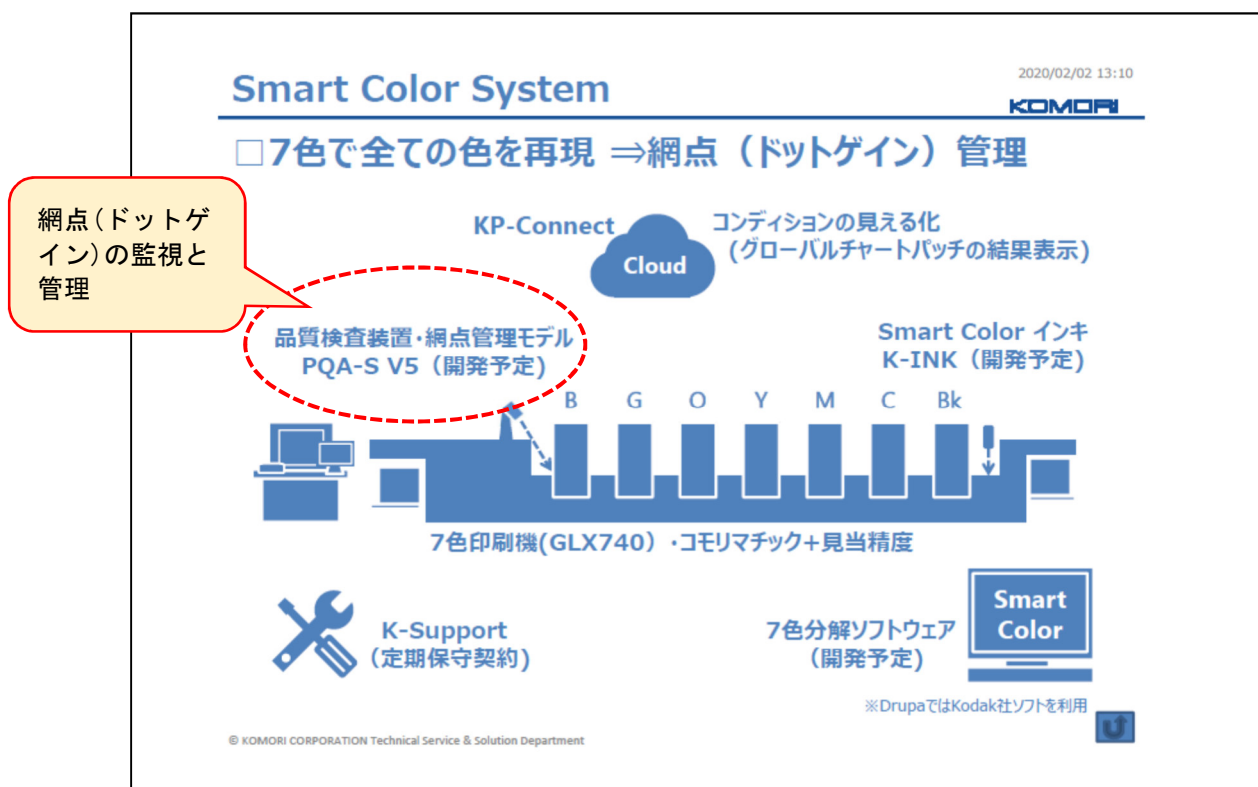 2020/02/02 13:10
Smart Color System
KOMORI
□7色で全ての色を再現 ⇒網点（ドットゲイン）管理
網点(ドットゲ
イン)の監視と
管理
KP-Connect
Cloud
コンディションの見える化
(グローバルチャートパッチの結果表示)
品質検査装置・網点管理モデル
PQA-S V5（開発予定)
Smart Color インキ
K-INK（開発予定)
B G O Y M C Bk
7色印刷機(GLX740）・コモリマチック+見当精度
K-Support
(定期保守契約)
7色分解ソフトウェア
(開発予定)
Smart
Color
※DrupaではKodak社ソフトを利用
© KOMORI CORPORATION Technical Service & Solution Department